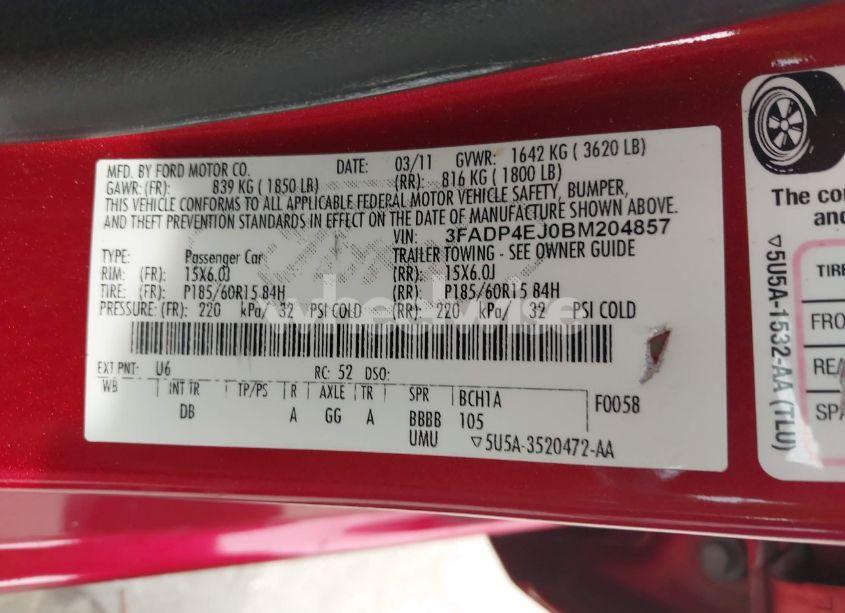 MFD. BY FORD MOTOR CO. DATE: 03/11 GVWR: 1642 KG ( 3620 LB)
GAWR: (FR): 839 KG ( 1850 LB) (RR): 816 KG ( 1800 LB)
THIS VEHICLE CONFORMS TO ALL APPLICABLE FEDERAL MOTOR VEHICLE SAFETY, BUMPER,
AND THEFT PREVENTION STANDARDS IN EFFECT ON THE DATE OF MANUFACTURE SHOWN ABOVE.
VIN: 3FADP4EJ0BM204857
TYPE: Passenger Car TRAILER TOWING - SEE OWNER GUIDE
RIM: (FR): 15X6.0J (RR): 15X6.0J
TIRE: (FR): P185/60R15 84H (RR): P185/60R15 84H
PRESSURE: (FR): 220 kPa/ 32 PSI COLD (RR): 220 kPa/ 32 PSI COLD
EXT PNT: U6 RC: 52 DSO:
WB INT TR TP/PS R AXLE TR SPR BCH1A F0058
DB A GG A BBBB 105
UMU ▽5U5A-3520472-AA
wheelwise
The
and
TIRE
FRO
REA
SPA
▽5U5A-1532-AA (TLU)